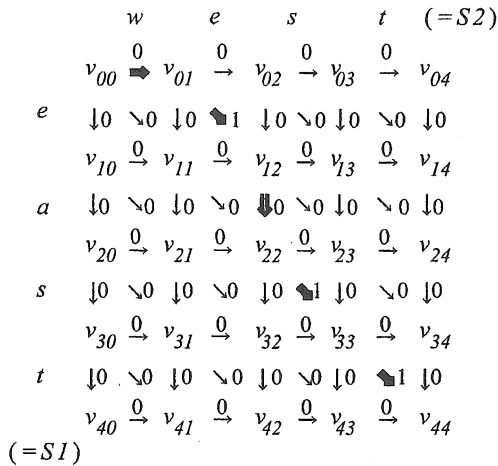 w e s t (=S2)
0 0 0 0
v00 → v01 → v02 → v03 → v04
e ↓0 ↘0 ↓0 ↘1 ↓0 ↘0 ↓0 ↘0 ↓0
0 0 0 0
v10 → v11 → v12 → v13 → v14
a ↓0 ↘0 ↓0 ↘0 ↓0 ↘0 ↓0 ↘0 ↓0
0 0 0 0
v20 → v21 → v22 → v23 → v24
s ↓0 ↘0 ↓0 ↘0 ↓0 ↘1 ↓0 ↘0 ↓0
0 0 0 0
v30 → v31 → v32 → v33 → v34
t ↓0 ↘0 ↓0 ↘0 ↓0 ↘0 ↓0 ↘1 ↓0
0 0 0 0
v40 → v41 → v42 → v43 → v44
(=S1)